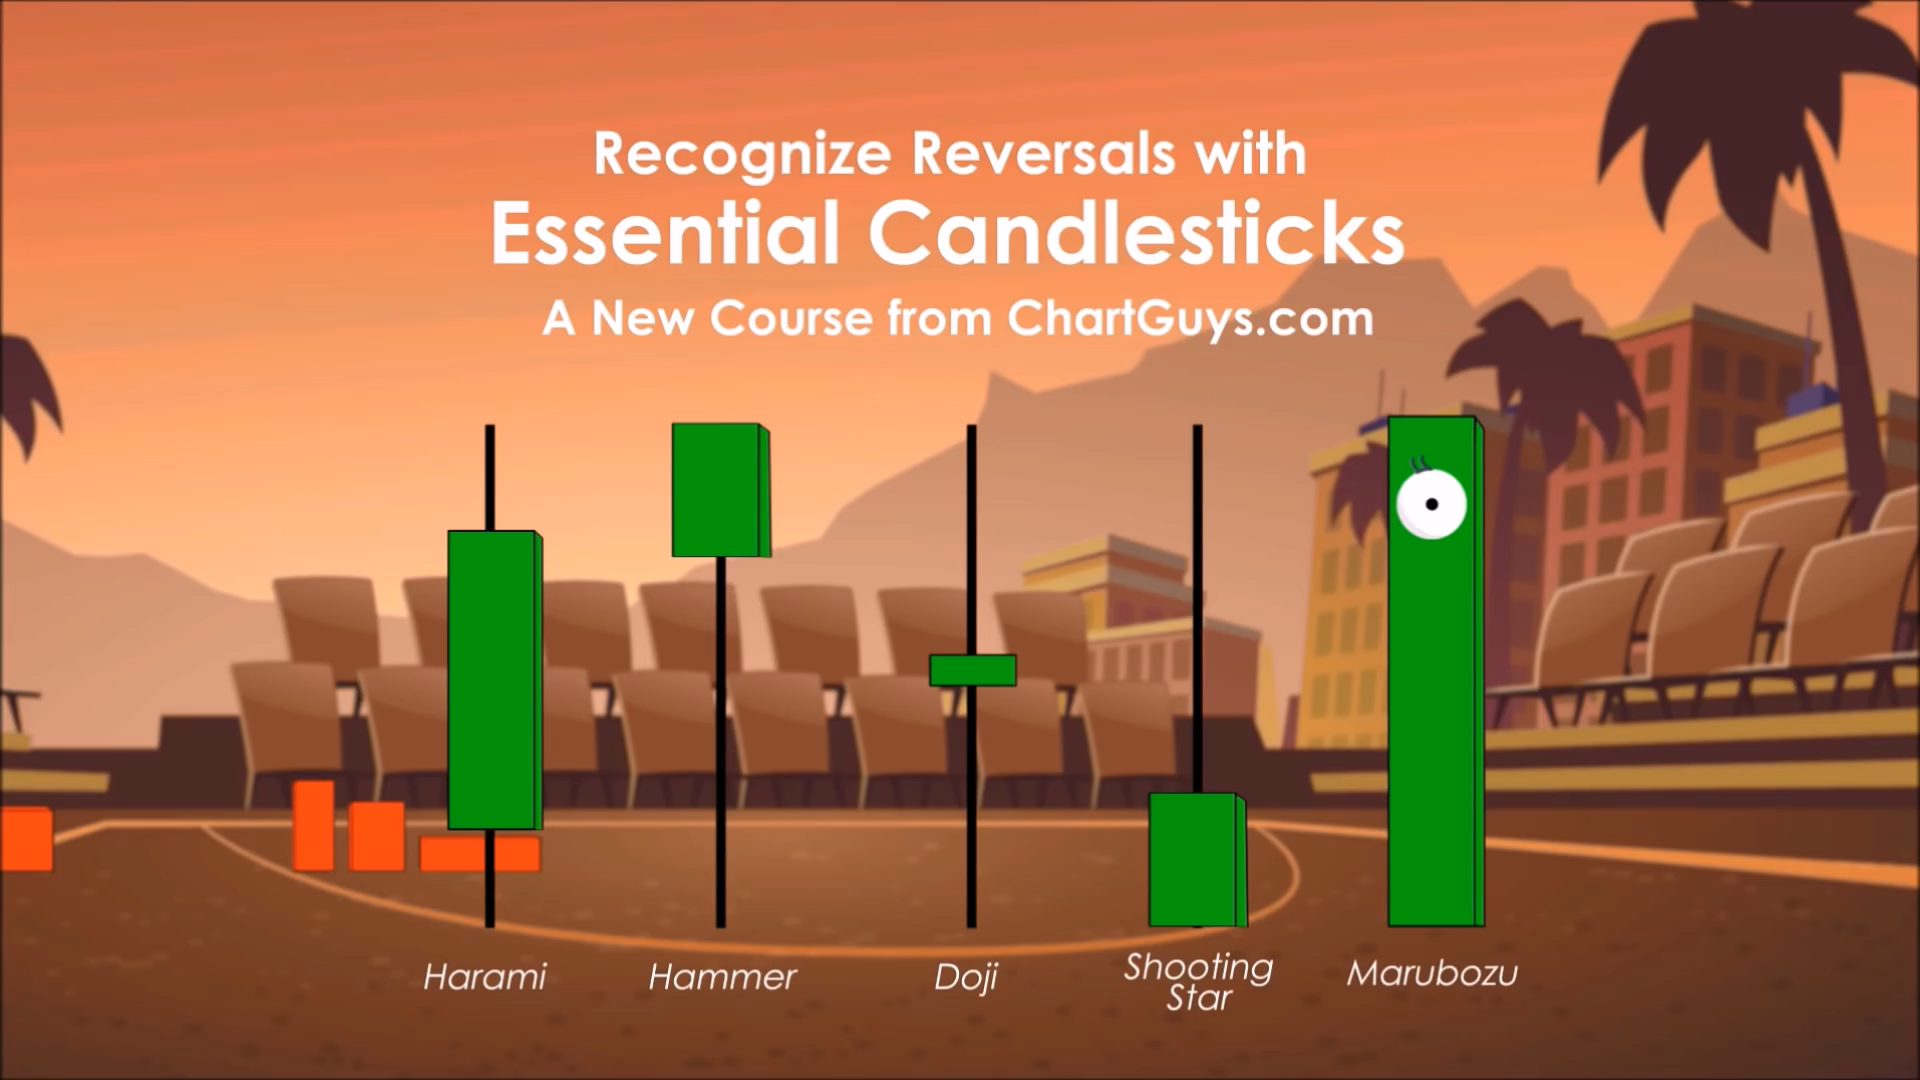 Recognize Reversals with
Essential Candlesticks
A New Course from ChartGuys.com
Harami
Hammer
Doji
Shooting
Star
Marubozu